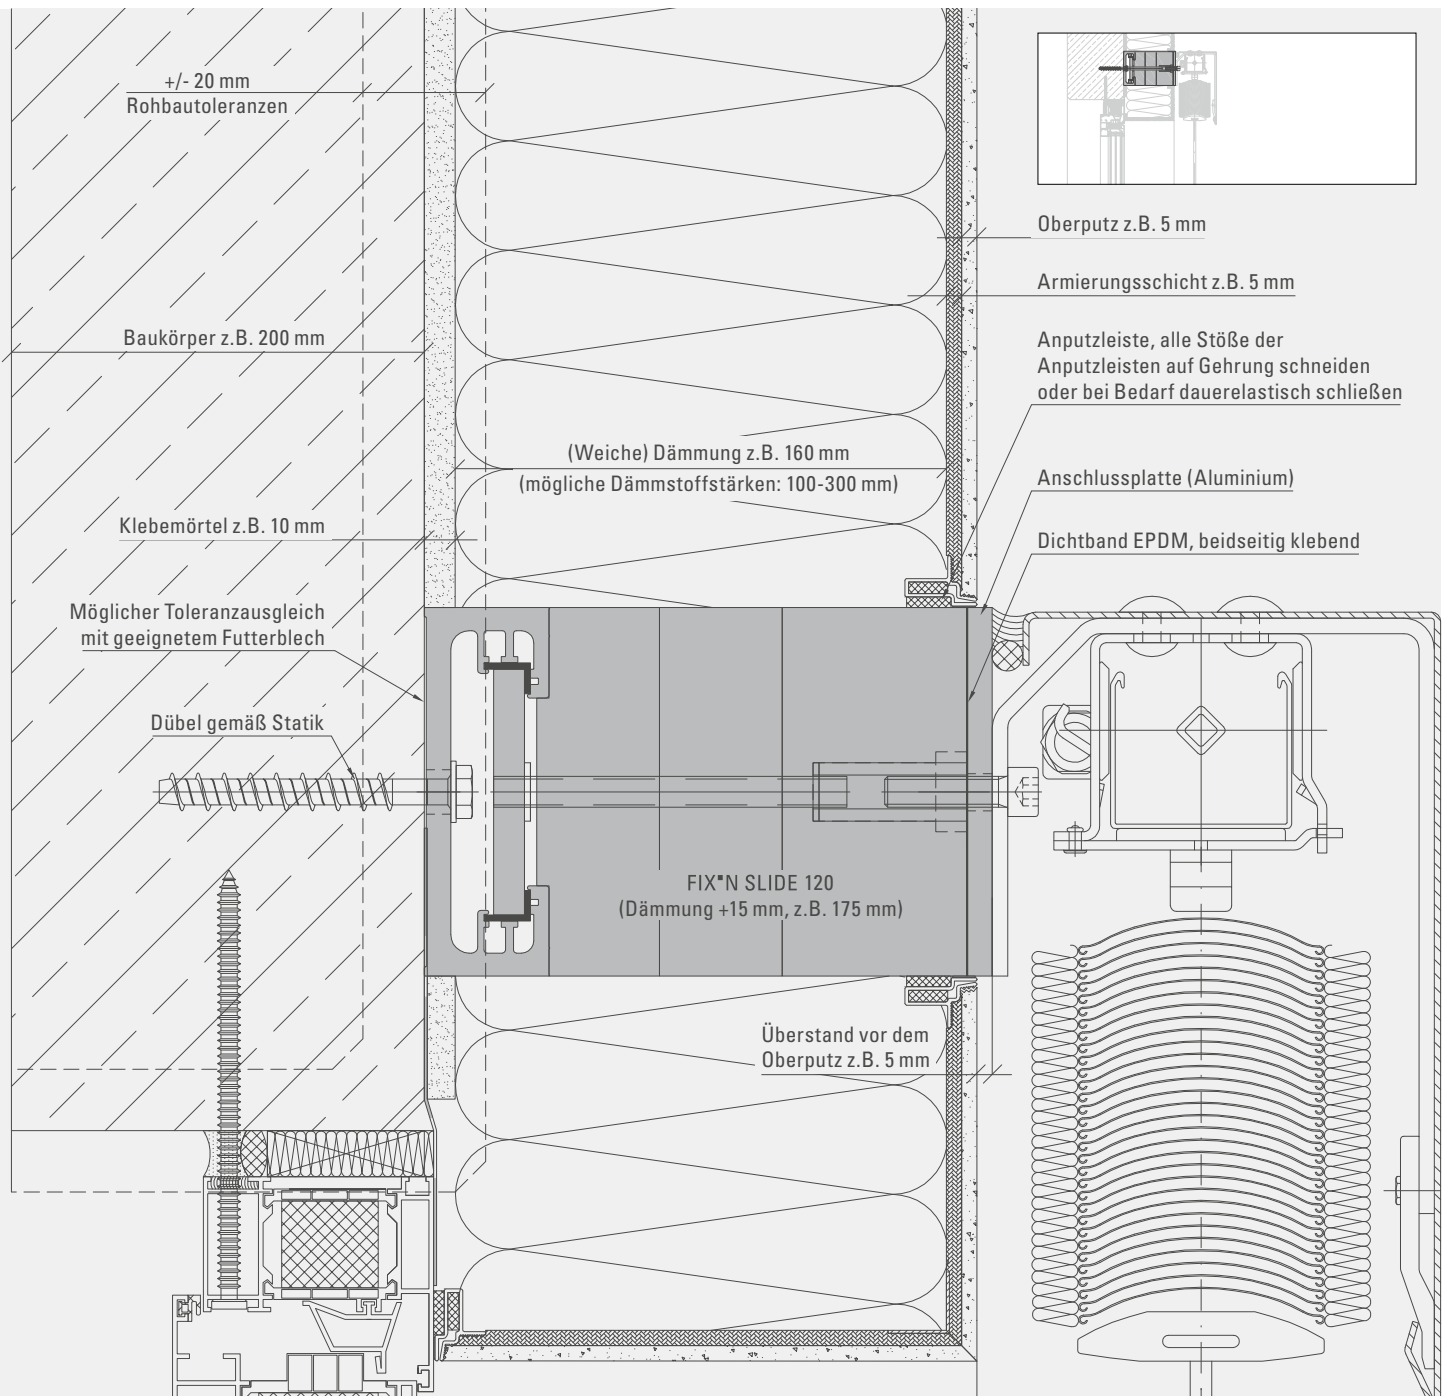 +/- 20 mm
Rohbautoleranzen
Oberputz z.B. 5 mm
Armierungsschicht z.B. 5 mm
Baukörper z.B. 200 mm
Anputzleiste, alle Stöße der
Anputzleisten auf Gehrung schneiden
oder bei Bedarf dauerelastisch schließen
(Weiche) Dämmung z.B. 160 mm
(mögliche Dämmstoffstärken: 100-300 mm)
Anschlussplatte (Aluminium)
Klebemörtel z.B. 10 mm
Dichtband EPDM, beidseitig klebend
Möglicher Toleranzausgleich
mit geeignetem Futterblech
Dübel gemäß Statik
FIX■N SLIDE 120
(Dämmung +15 mm, z.B. 175 mm)
Überstand vor dem
Oberputz z.B. 5 mm